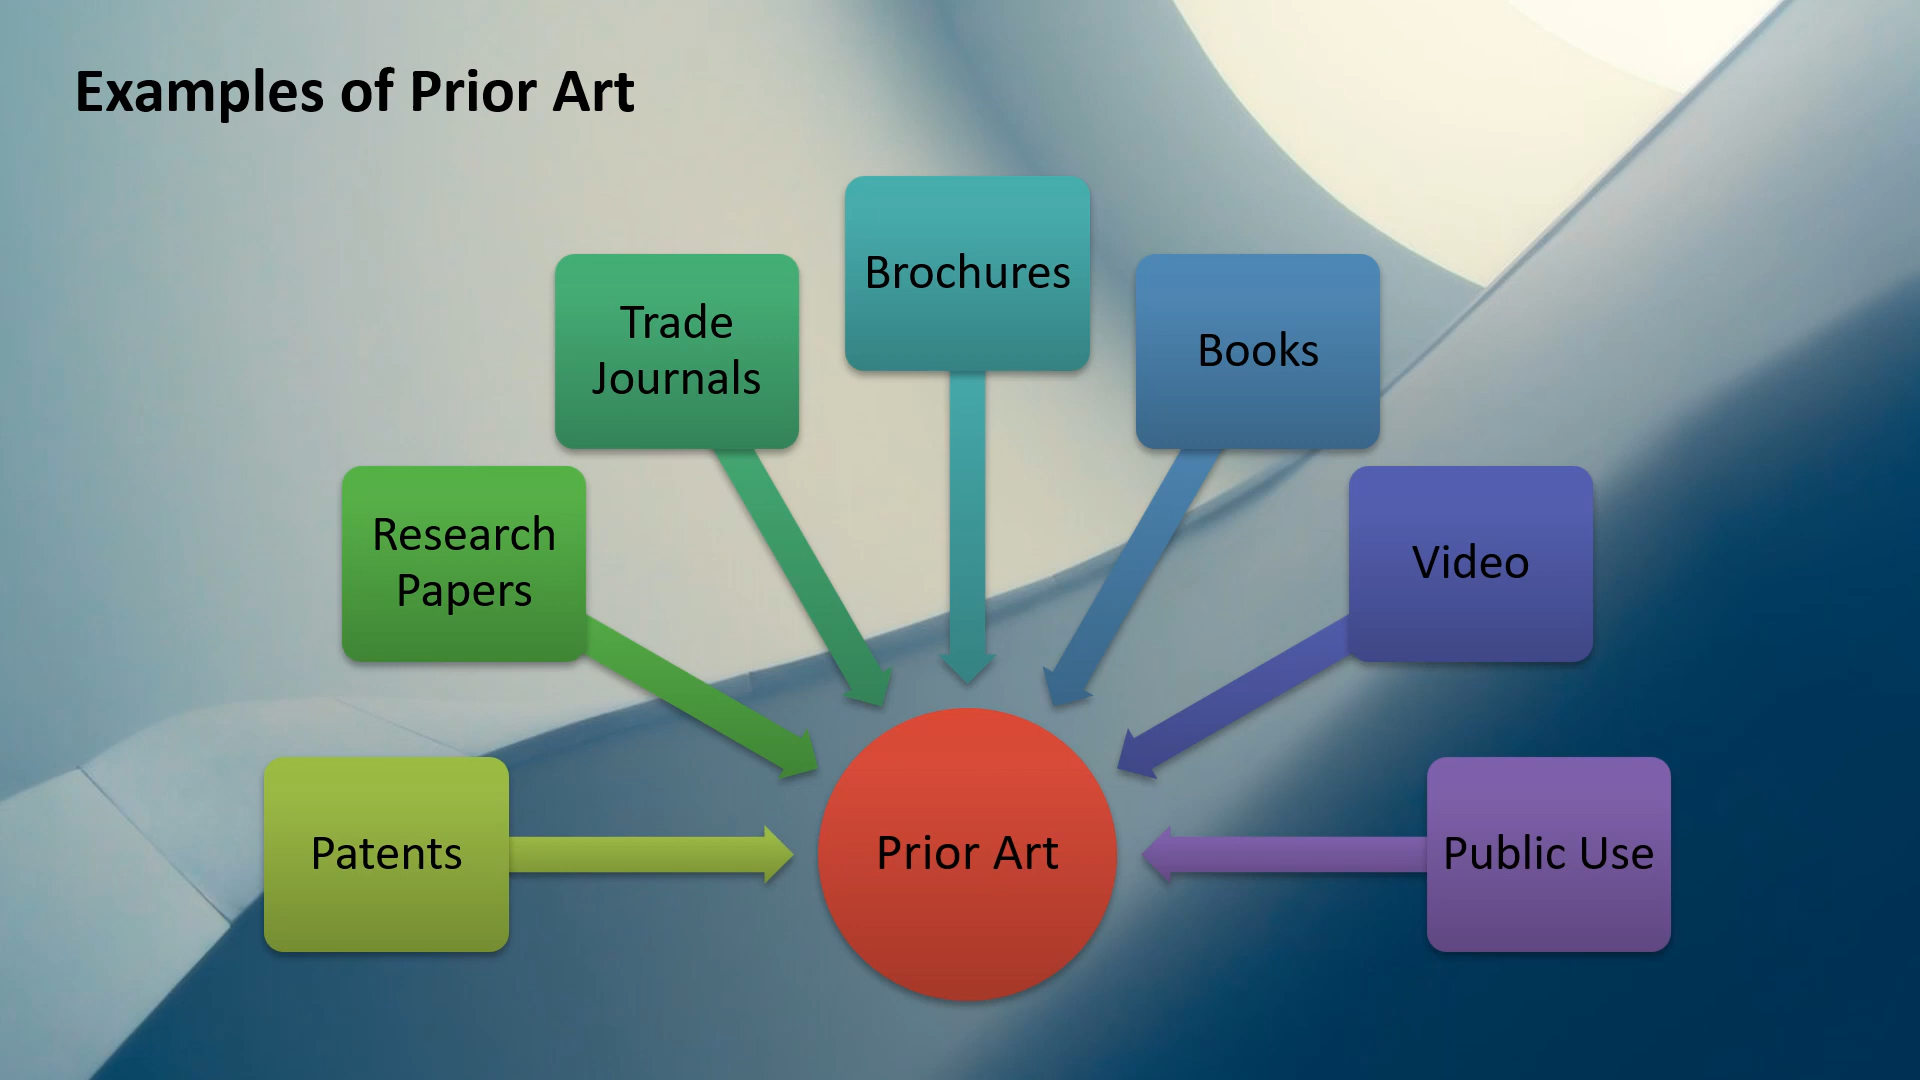 Examples of Prior Art
Brochures
Trade
Journals
Books
Research
Papers
Video
Patents
Prior Art
Public Use